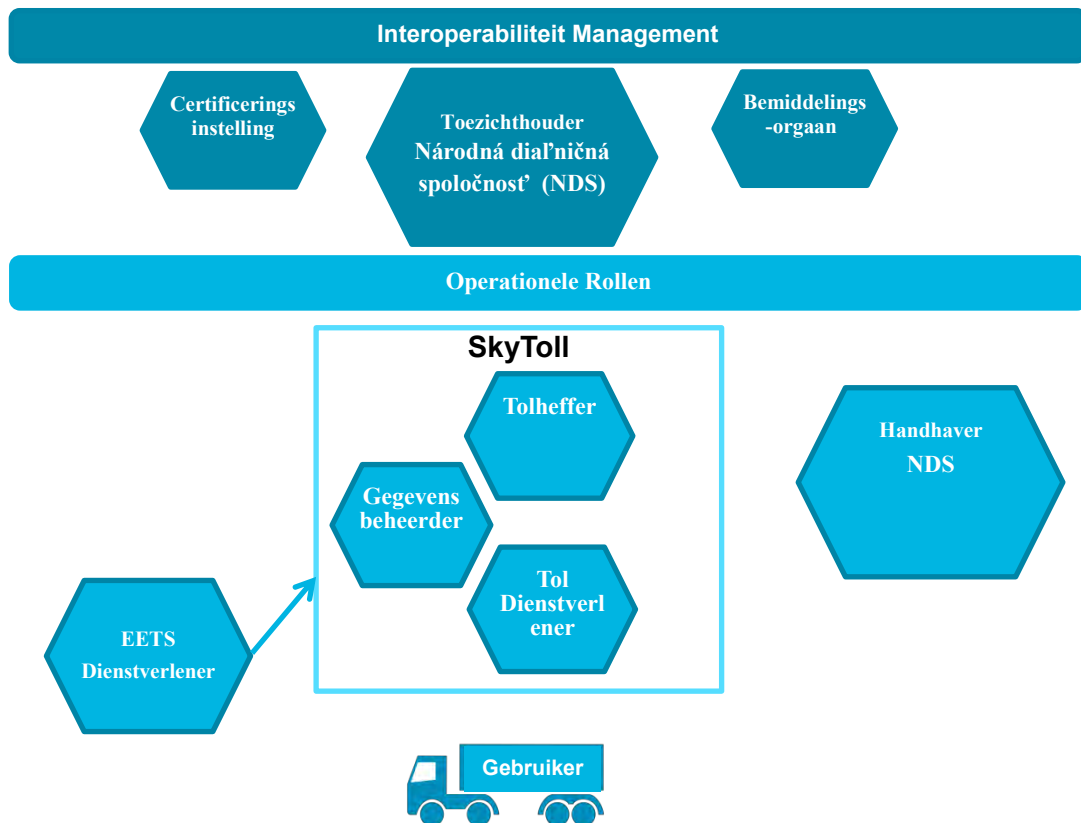 Interoperabiliteit Management
Certificerings
instelling
Toezichthouder
Národná diaľničná
spoločnosť (NDS)
Bemiddelings
-orgaan
Operationele Rollen
SkyToll
Tolheffer
Gegevens
beheerder
Tol
Dienstverl
ener
Handhaver
NDS
EETS
Dienstverlener
Gebruiker